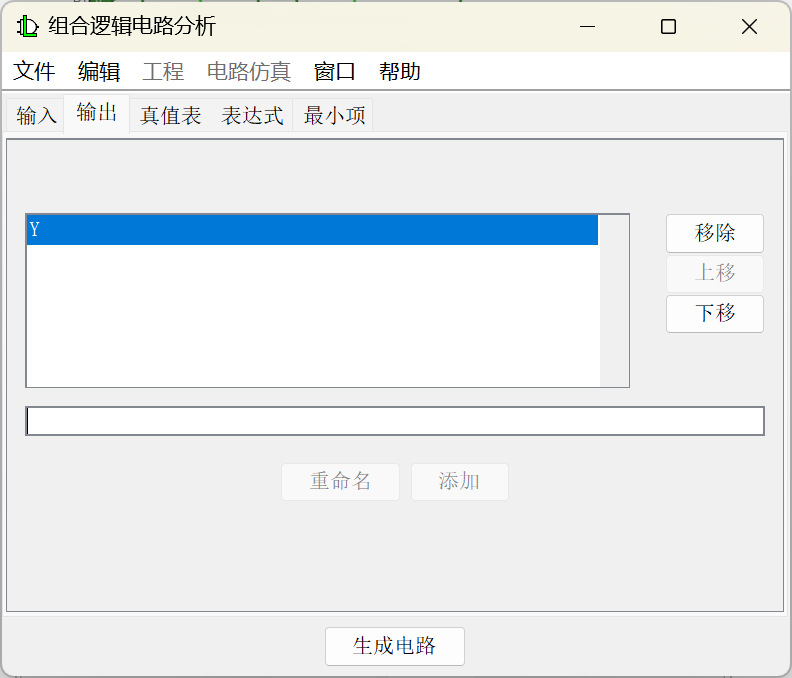 组合逻辑电路分析
文件 编辑 工程 电路仿真 窗口 帮助
输入 输出 真值表 表达式 最小项
Y
移除
上移
下移
重命名 添加
生成电路